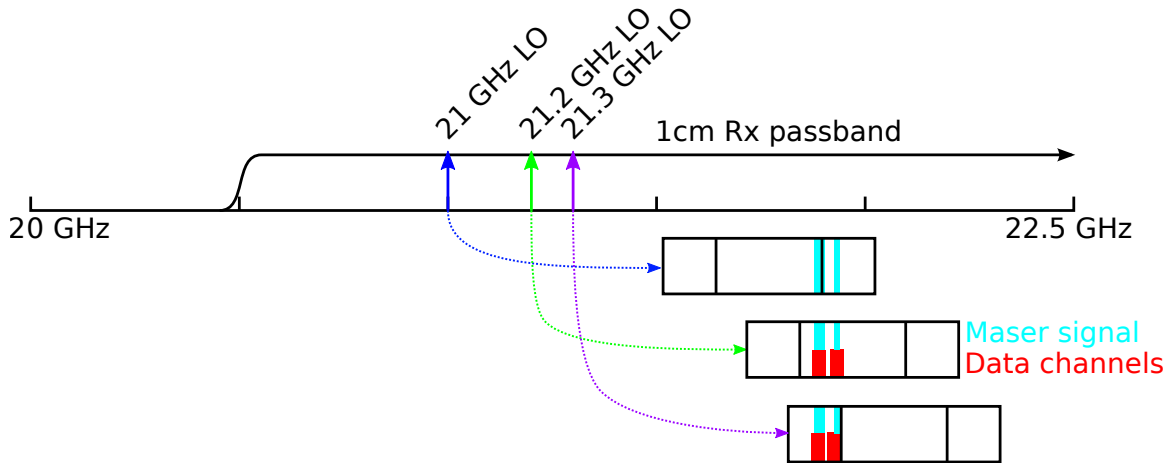 21 GHz LO
21.2 GHz LO
21.3 GHz LO
1cm Rx passband
20 GHz
22.5 GHz
Maser signal
Data channels